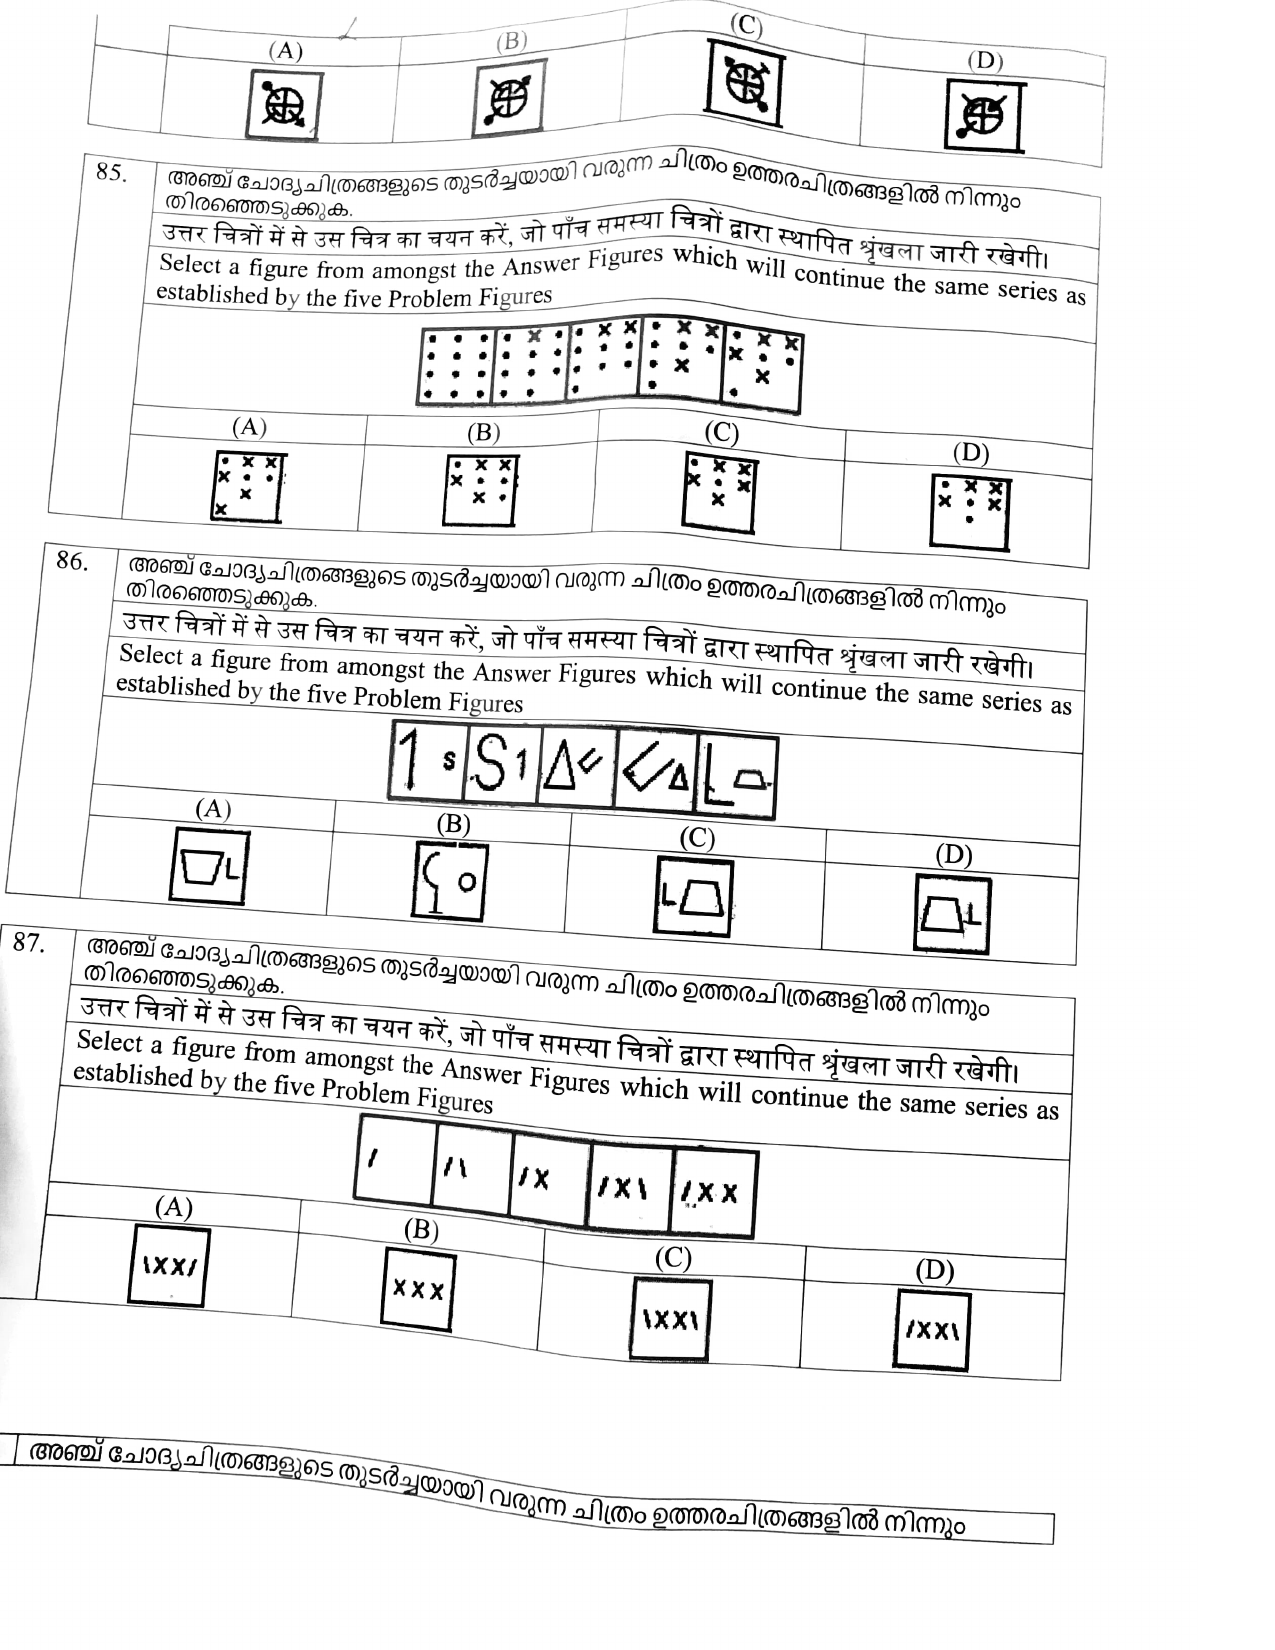 (A) (B) (C) (D)
85. അഞ്ച് ചോദ്യചിത്രങ്ങളുടെ തുടർച്ചയായി വരുന്ന ചിത്രം ഉത്തരചിത്രങ്ങളിൽ നിന്നും
തിരഞ്ഞെടുക്കുക.
उत्तर चित्रों में से उस चित्र का चयन करें, जो पाँच समस्या चित्रों द्वारा स्थापित श्रृंखला जारी रखेगी।
Select a figure from amongst the Answer Figures which will continue the same series as
established by the five Problem Figures
(A) (B) (C) (D)
86. അഞ്ച് ചോദ്യചിത്രങ്ങളുടെ തുടർച്ചയായി വരുന്ന ചിത്രം ഉത്തരചിത്രങ്ങളിൽ നിന്നും
തിരഞ്ഞെടുക്കുക.
उत्तर चित्रों में से उस चित्र का चयन करें, जो पाँच समस्या चित्रों द्वारा स्थापित श्रृंखला जारी रखेगी।
Select a figure from amongst the Answer Figures which will continue the same series as
established by the five Problem Figures
1 s S 1
(A) (B) (C) (D)
87. അഞ്ച് ചോദ്യചിത്രങ്ങളുടെ തുടർച്ചയായി വരുന്ന ചിത്രം ഉത്തരചിത്രങ്ങളിൽ നിന്നും
തിരഞ്ഞെടുക്കുക.
उत्तर चित्रों में से उस चित्र का चयन करें, जो पाँच समस्या चित्रों द्वारा स्थापित श्रृंखला जारी रखेगी।
Select a figure from amongst the Answer Figures which will continue the same series as
established by the five Problem Figures
/ /\ /X /X\ /XX
(A) (B) (C) (D)
\XX/ XXX \XX\ /XX\
അഞ്ച് ചോദ്യചിത്രങ്ങളുടെ തുടർച്ചയായി വരുന്ന ചിത്രം ഉത്തരചിത്രങ്ങളിൽ നിന്നും